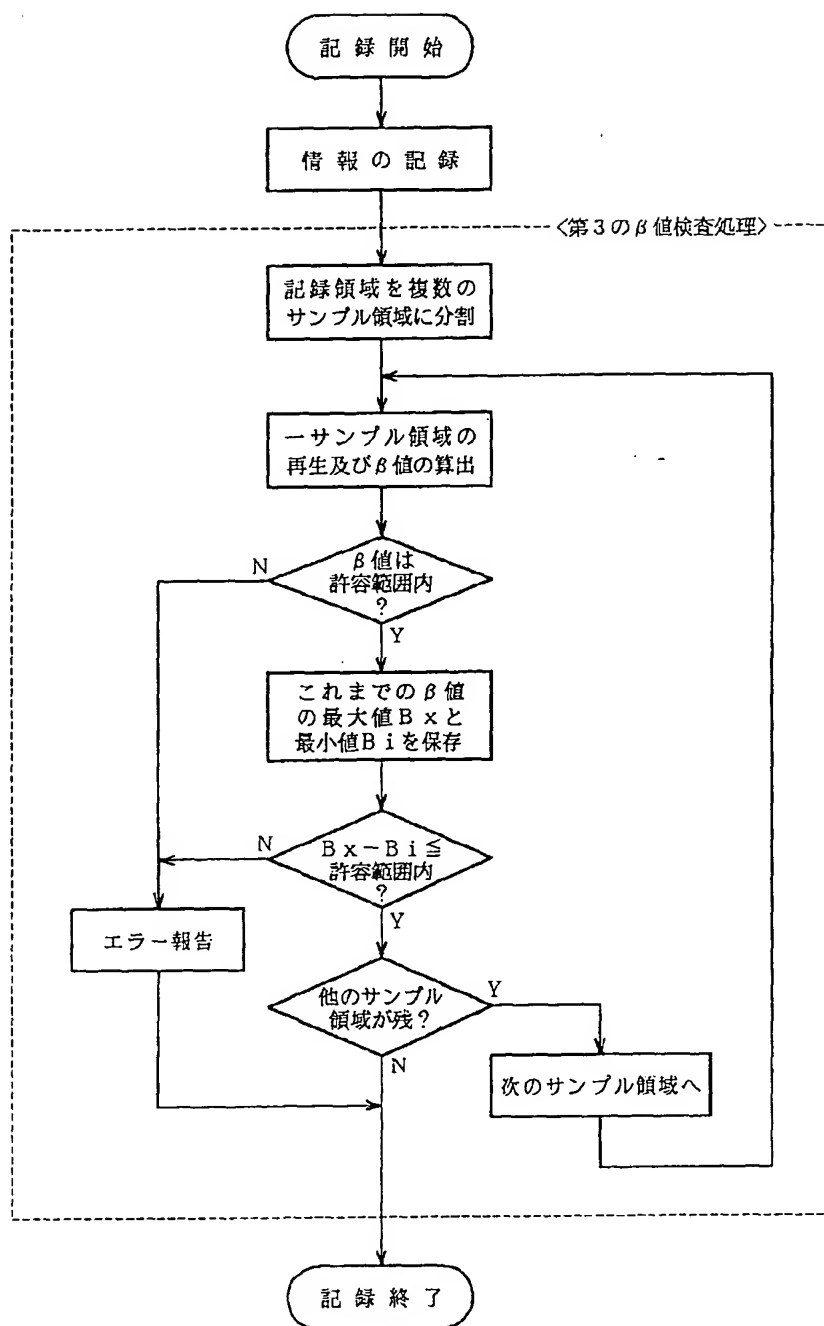 記録開始
情報の記録
〈第3のβ値検査処理〉
記録領域を複数の
サンプル領域に分割
一サンプル領域の
再生及びβ値の算出
β値は
許容範囲内
?
N
Y
これまでのβ値
の最大値Bxと
最小値Biを保存
Bx-Bi≦
許容範囲内
?
N
Y
エラー報告
他のサンプル
領域が残?
Y
N
次のサンプル領域へ
記録終了